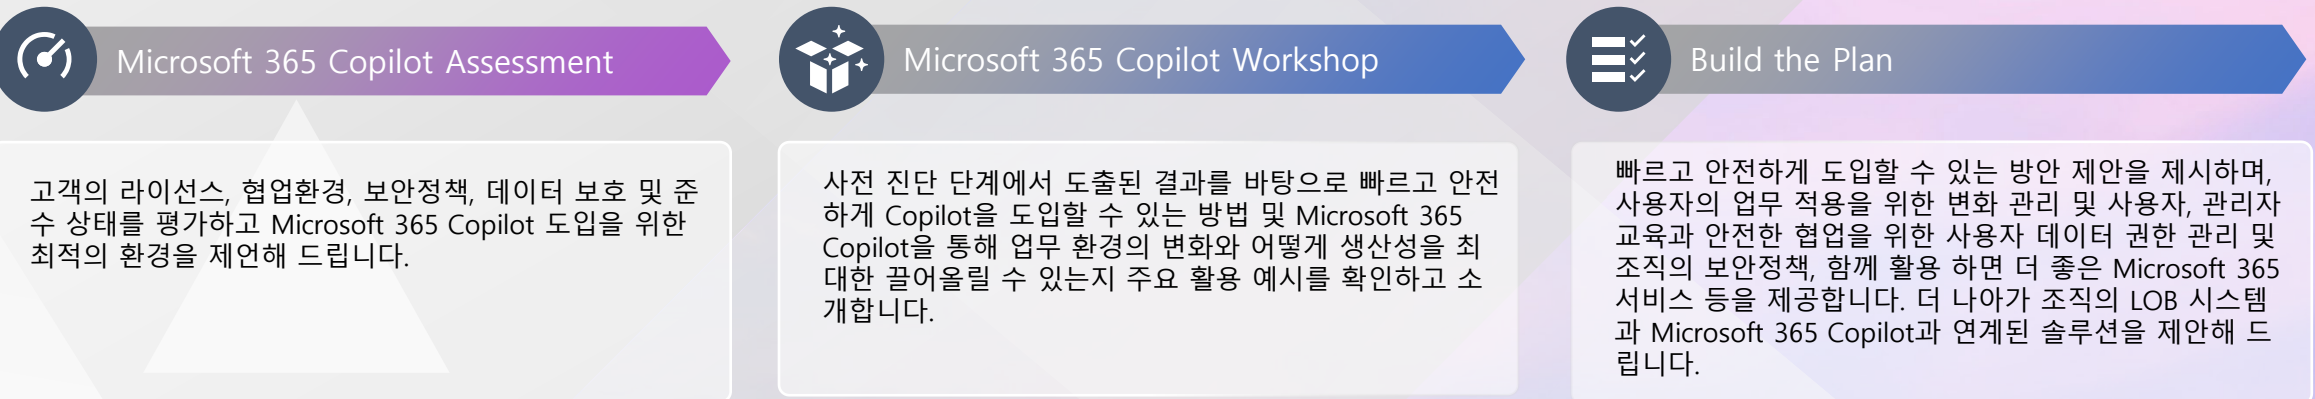 Microsoft 365 Copilot Assessment
고객의 라이선스, 협업환경, 보안정책, 데이터 보호 및 준
수 상태를 평가하고 Microsoft 365 Copilot 도입을 위한
최적의 환경을 제언해 드립니다.
Microsoft 365 Copilot Workshop
사전 진단 단계에서 도출된 결과를 바탕으로 빠르고 안전
하게 Copilot을 도입할 수 있는 방법 및 Microsoft 365
Copilot을 통해 업무 환경의 변화와 어떻게 생산성을 최
대한 끌어올릴 수 있는지 주요 활용 예시를 확인하고 소
개합니다.
Build the Plan
빠르고 안전하게 도입할 수 있는 방안 제안을 제시하며,
사용자의 업무 적용을 위한 변화 관리 및 사용자, 관리자
교육과 안전한 협업을 위한 사용자 데이터 권한 관리 및
조직의 보안정책, 함께 활용 하면 더 좋은 Microsoft 365
서비스 등을 제공합니다. 더 나아가 조직의 LOB 시스템
과 Microsoft 365 Copilot과 연계된 솔루션을 제안해 드
립니다.